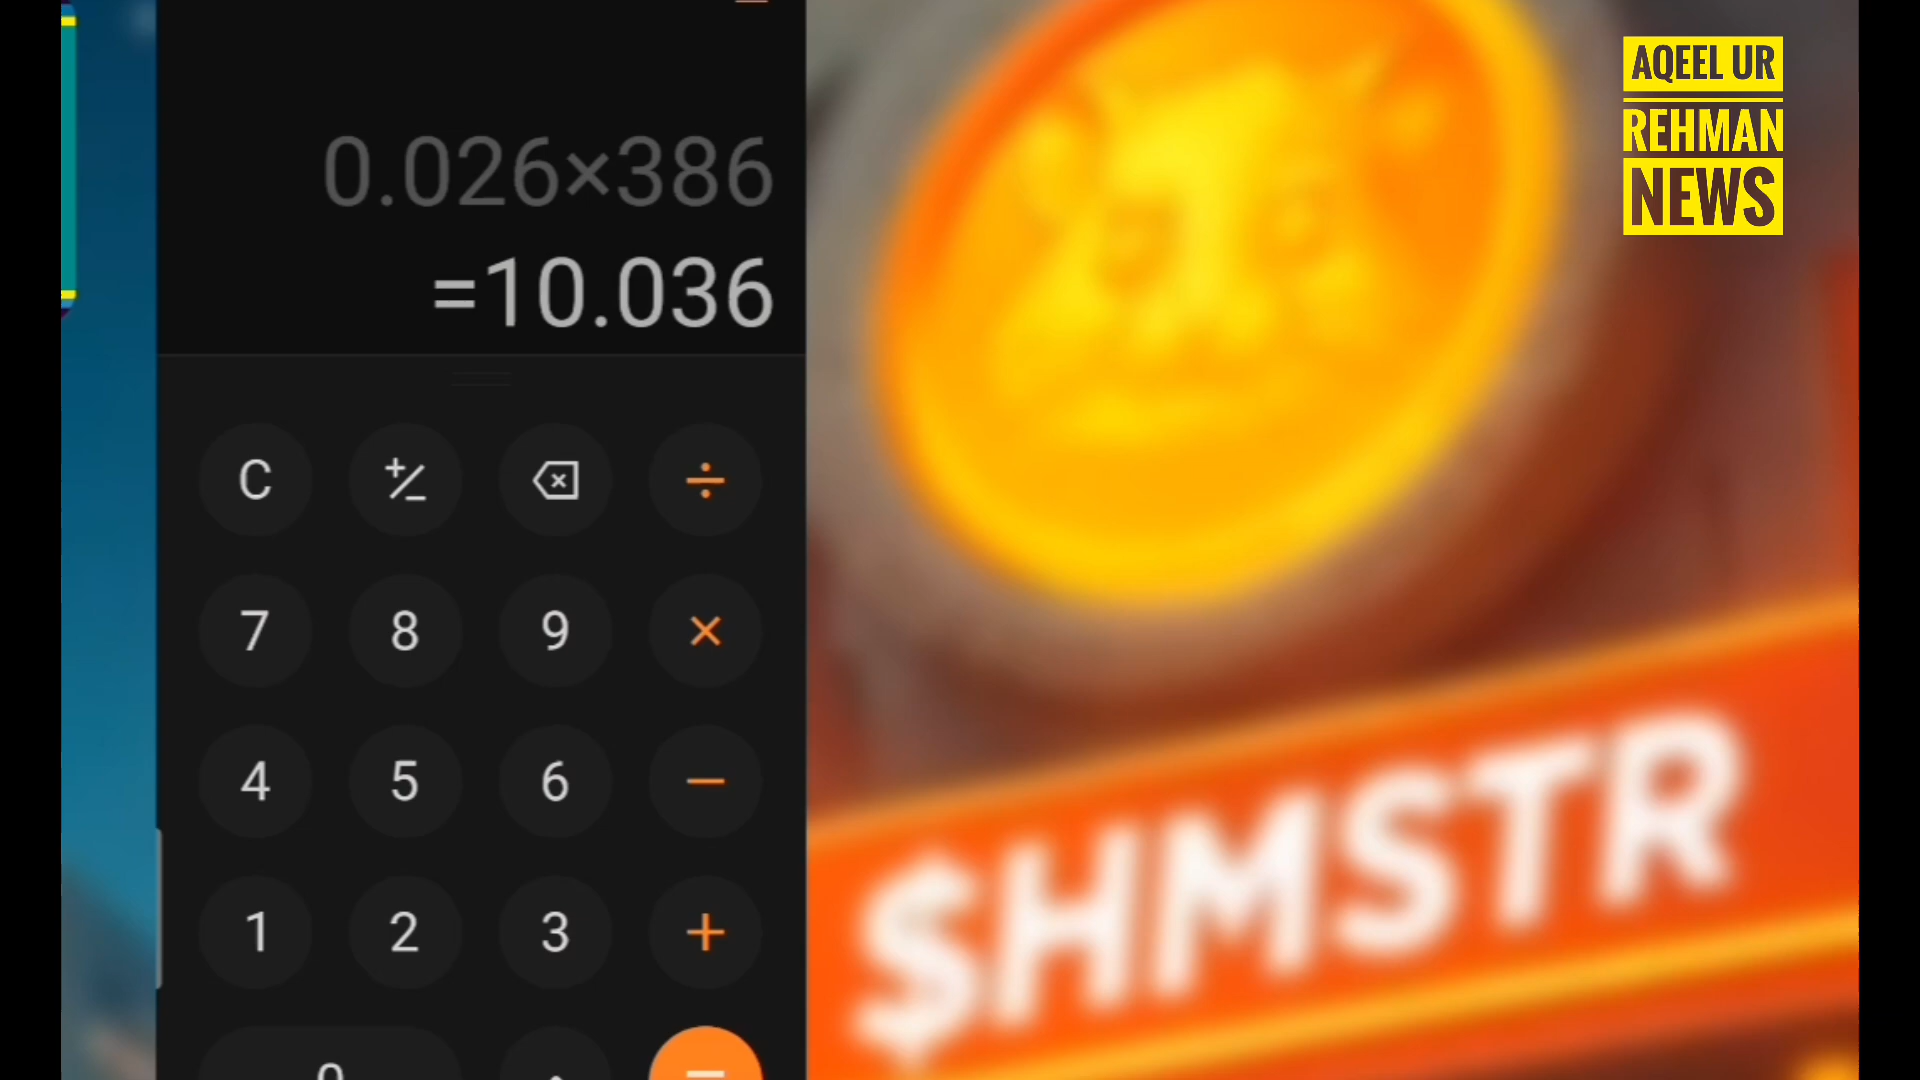 0.026×386
=10.036
C
÷
7 8 9 ×
4 5 6 −
1 2 3 +
0 . =
$HMSTR
AQEEL UR
REHMAN
NEWS